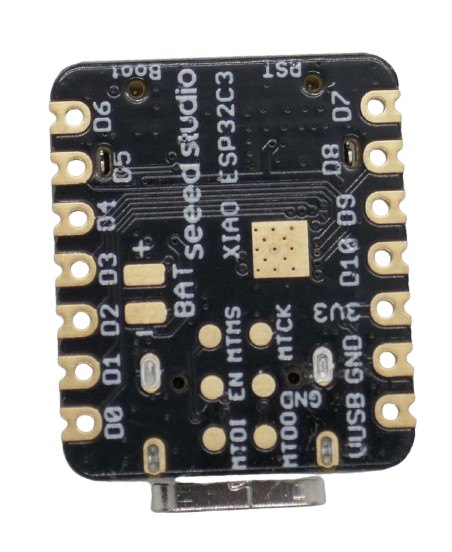 Boot
RST
D6
D5
D4
D3
D2
D1
D0
seeed studio
XIAO ESP32C3
+
BAT
-
D7
D8
D9
D10
3V3
GND
VUSB
MTMS
MTCK
EN
GND
MTDI
MTDO